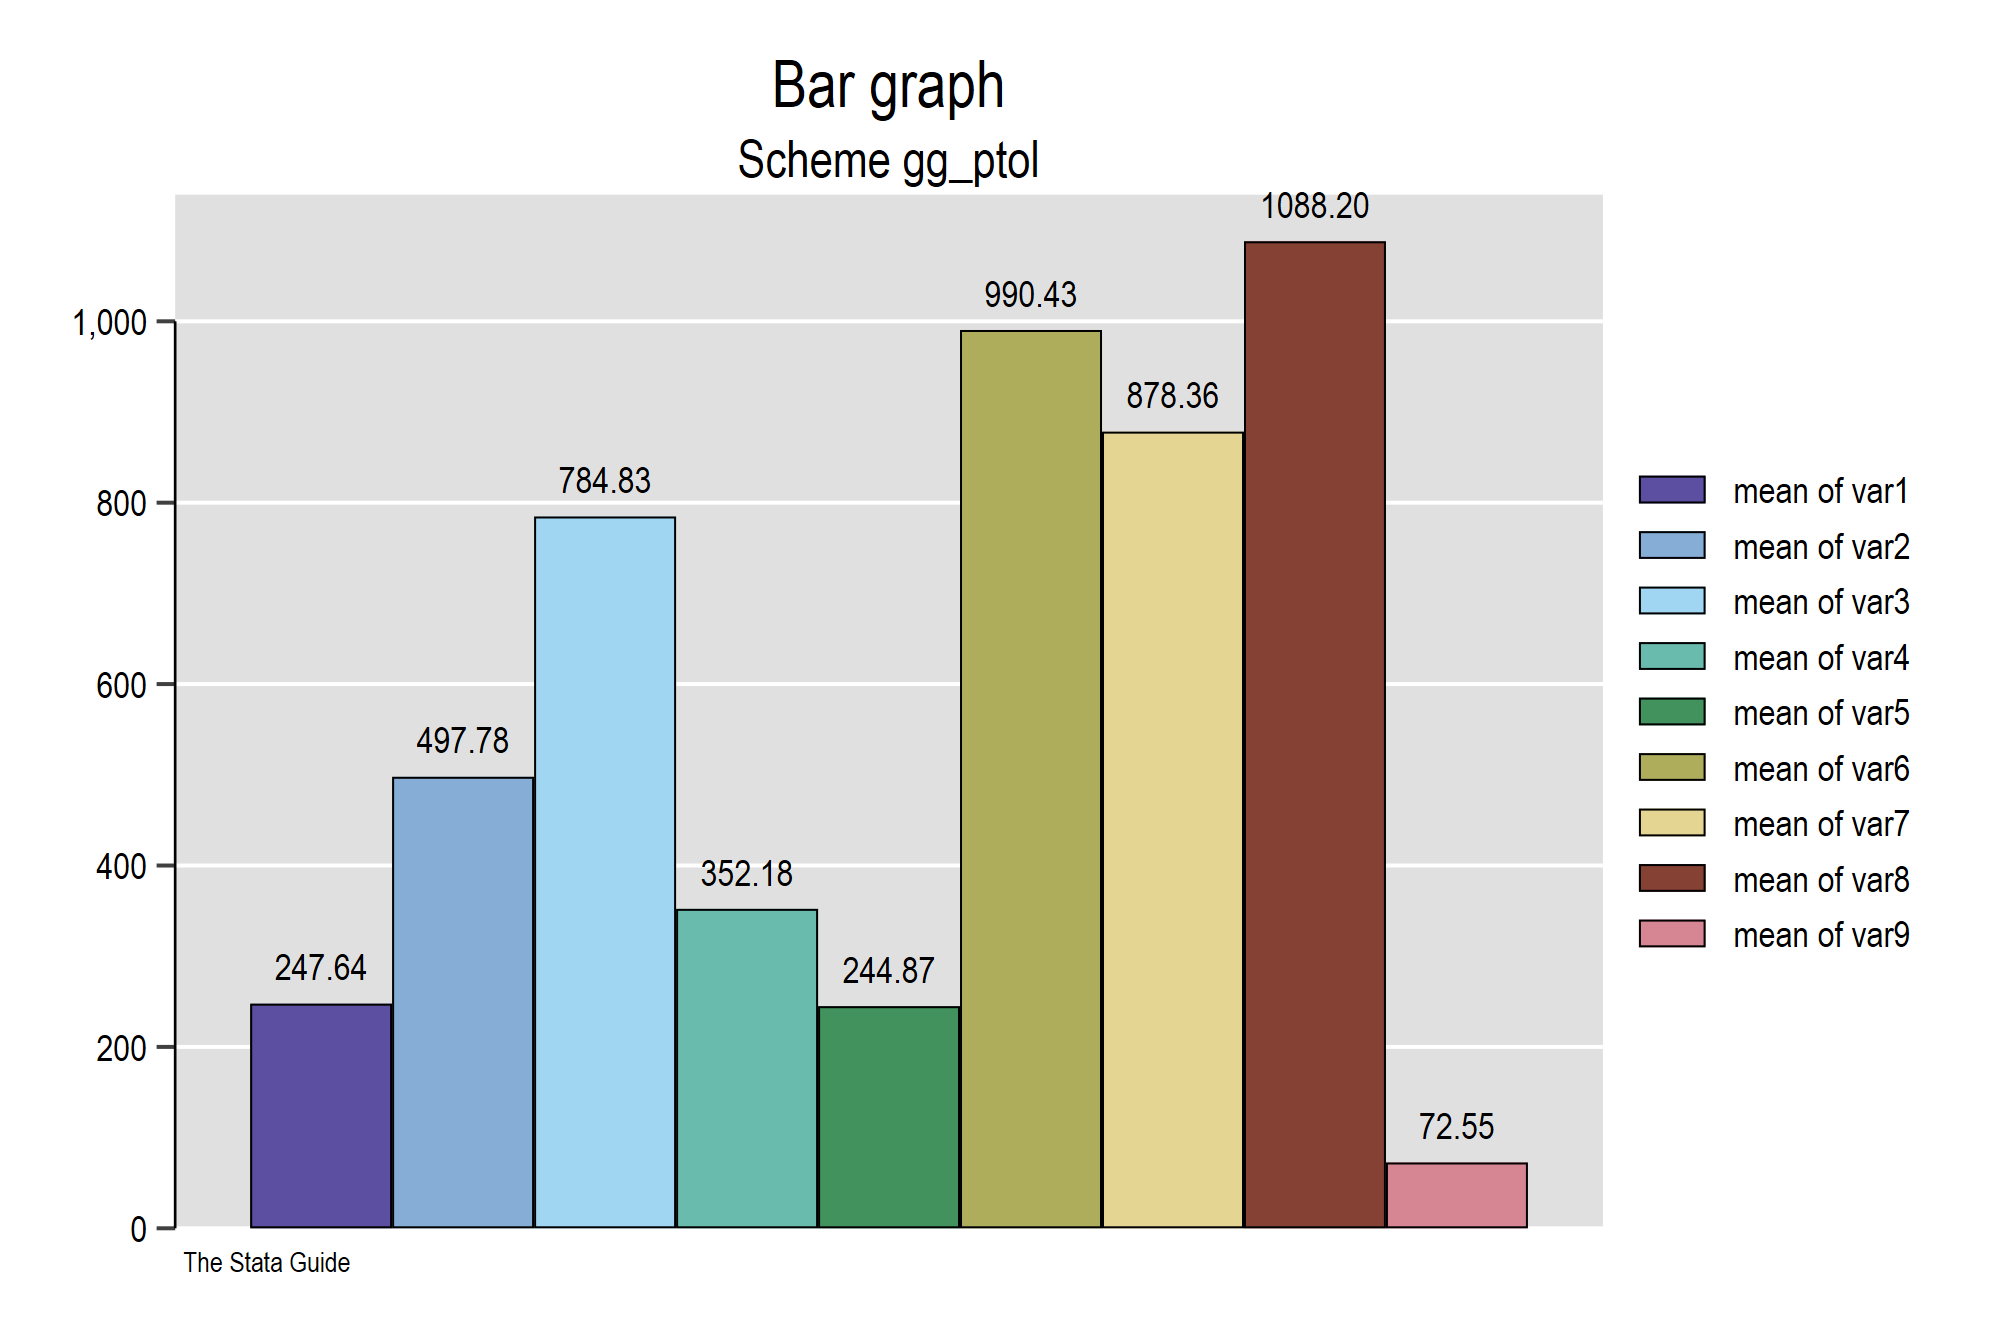 Bar graph
Scheme gg_ptol
1088.20
990.43
1,000
878.36
784.83
800
600
497.78
400
352.18
247.64
244.87
200
72.55
0
mean of var1
mean of var2
mean of var3
mean of var4
mean of var5
mean of var6
mean of var7
mean of var8
mean of var9
The Stata Guide